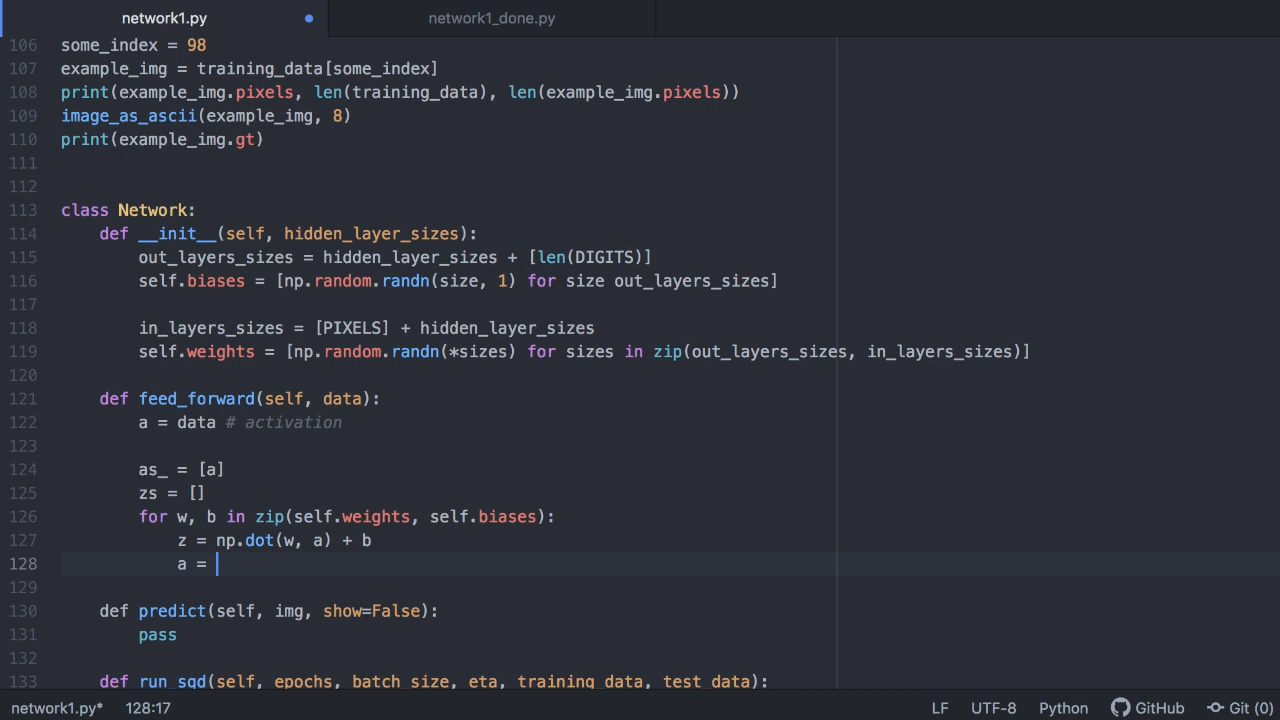 network1.py network1_done.py
106 some_index = 98
107 example_img = training_data[some_index]
108 print(example_img.pixels, len(training_data), len(example_img.pixels))
109 image_as_ascii(example_img, 8)
110 print(example_img.gt)
111
112
113 class Network:
114     def __init__(self, hidden_layer_sizes):
115         out_layers_sizes = hidden_layer_sizes + [len(DIGITS)]
116         self.biases = [np.random.randn(size, 1) for size out_layers_sizes]
117
118         in_layers_sizes = [PIXELS] + hidden_layer_sizes
119         self.weights = [np.random.randn(*sizes) for sizes in zip(out_layers_sizes, in_layers_sizes)]
120
121     def feed_forward(self, data):
122         a = data # activation
123
124         as_ = [a]
125         zs = []
126         for w, b in zip(self.weights, self.biases):
127             z = np.dot(w, a) + b
128             a =
129
130     def predict(self, img, show=False):
131         pass
132
133     def run_sgd(self, epochs, batch_size, eta, training_data, test_data):
network1.py* 128:17 LF UTF-8 Python GitHub Git (0)